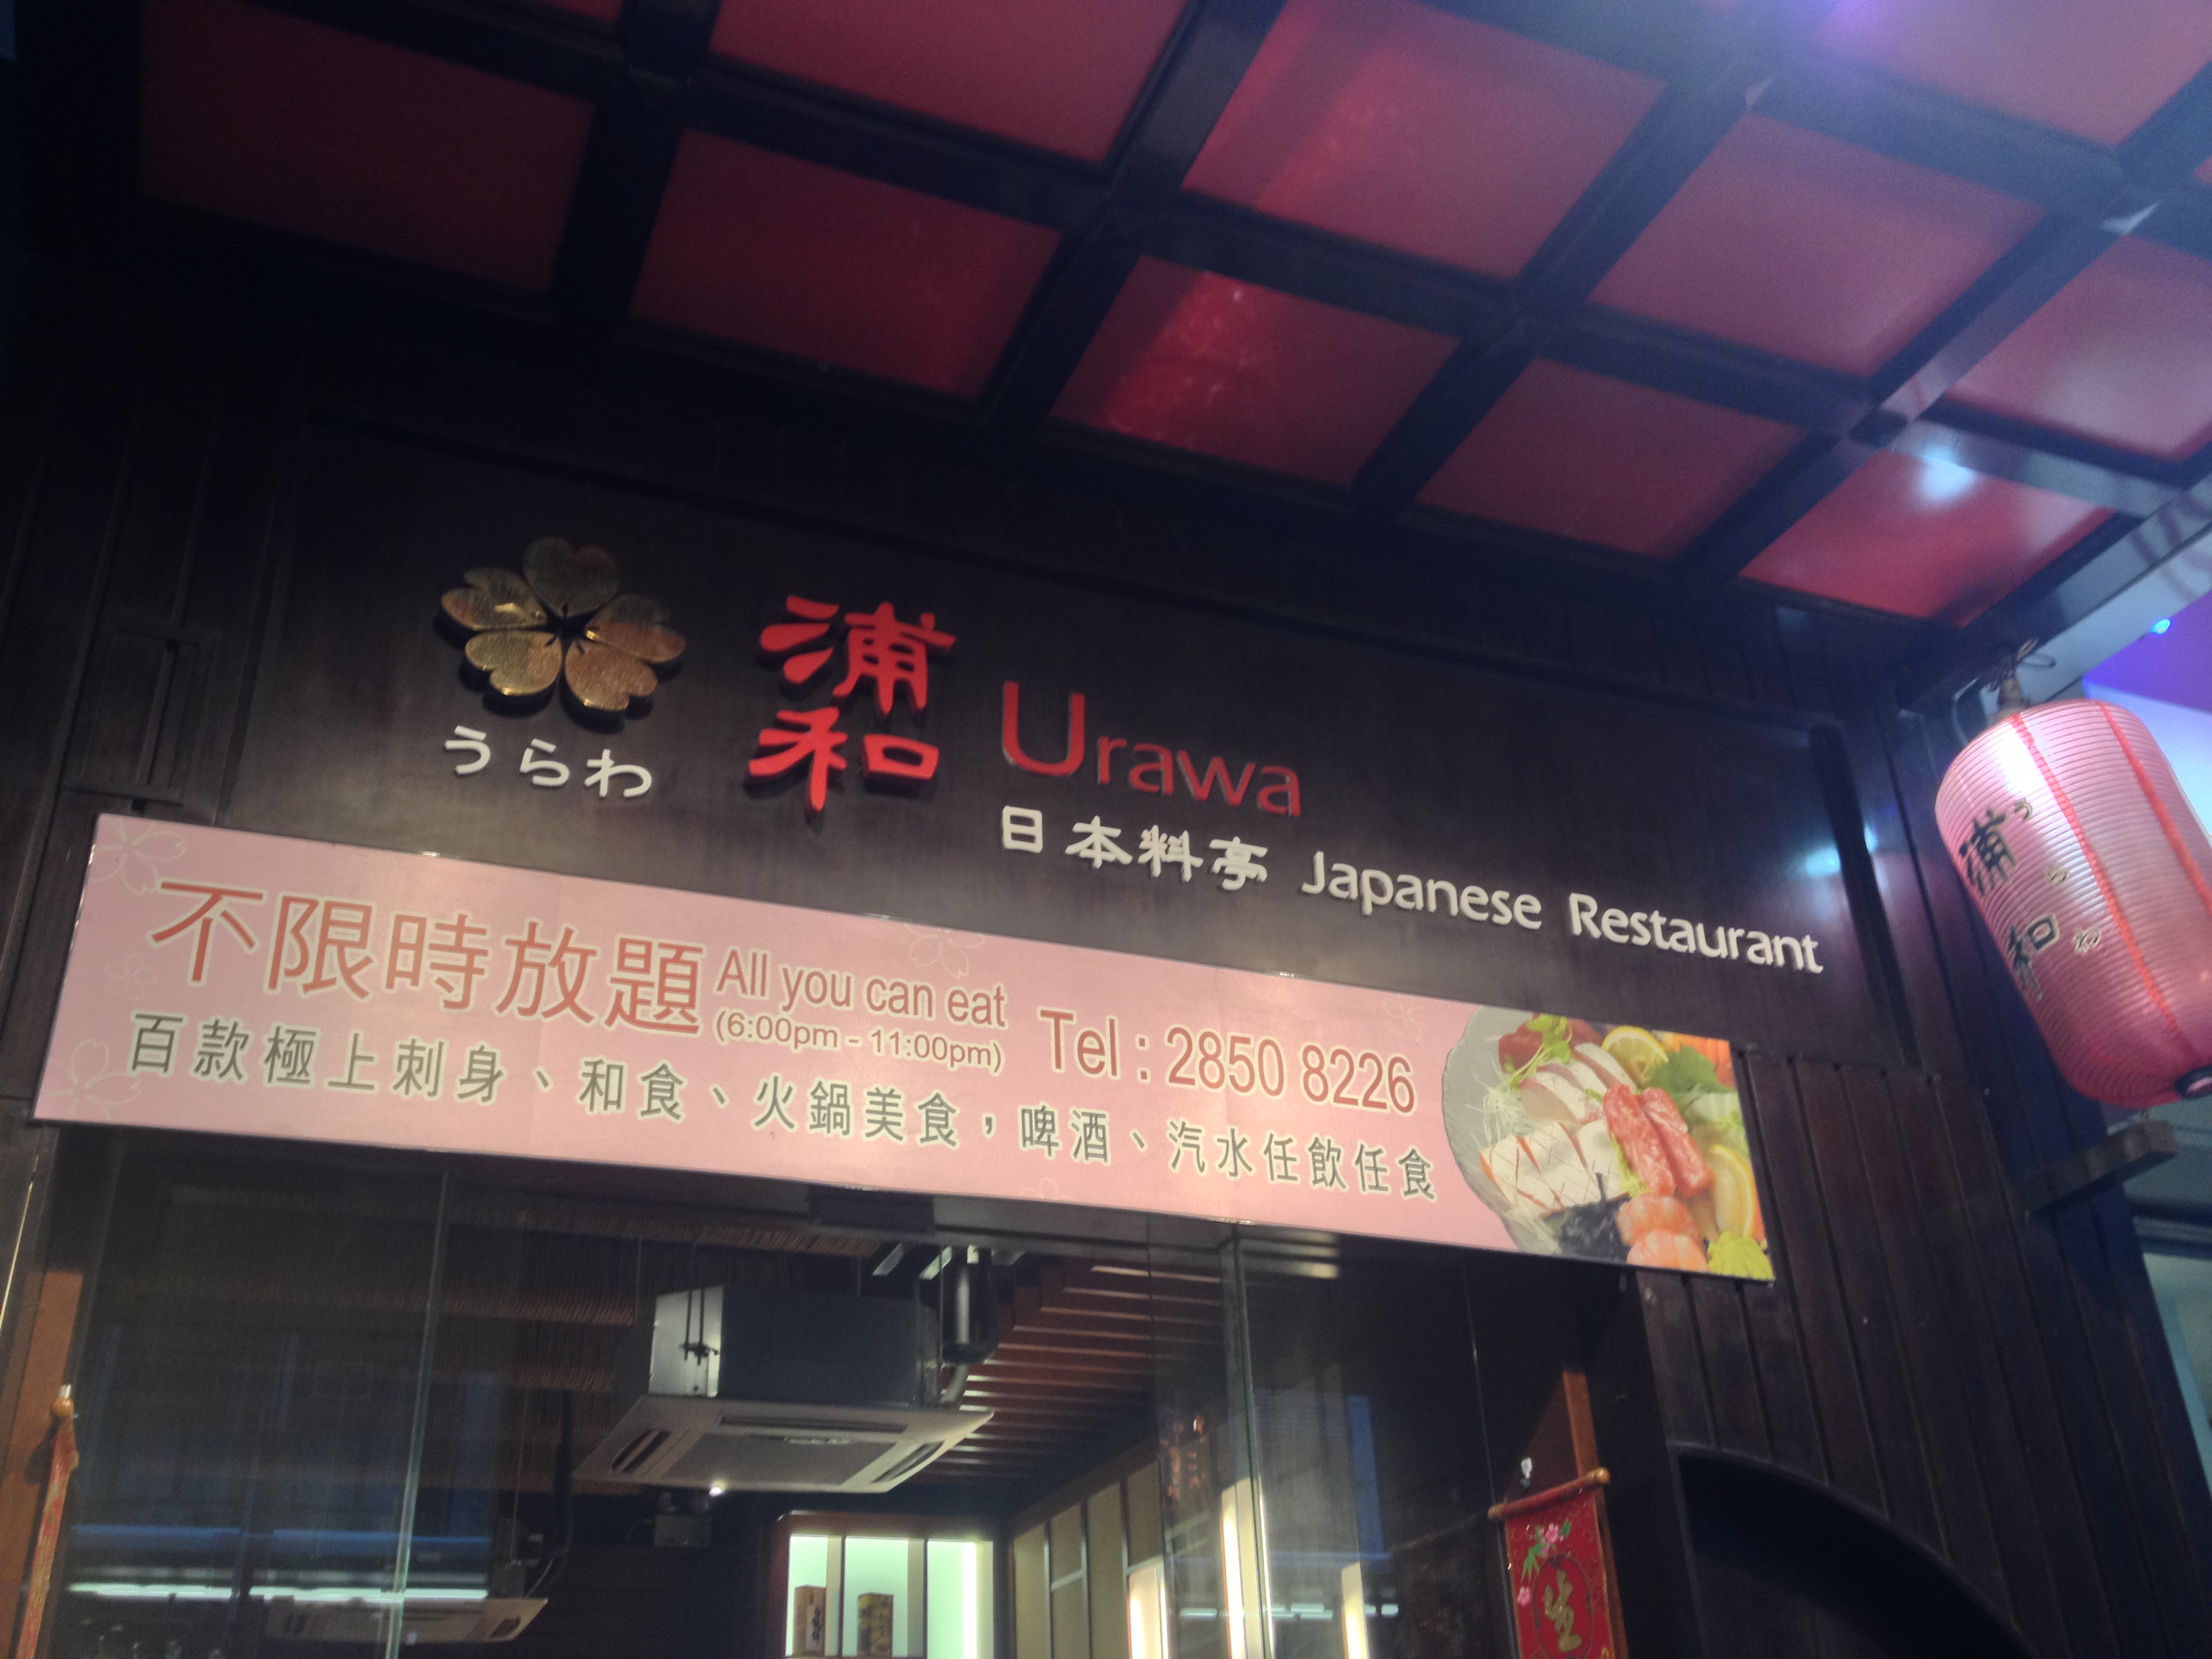 うらわ
浦和
Urawa
日本料亭 Japanese Restaurant
不限時放題 All you can eat
(6:00pm - 11:00pm)
Tel : 2850 8226
百款極上刺身、和食、火鍋美食，啤酒、汽水任飲任食
浦和
うらわ